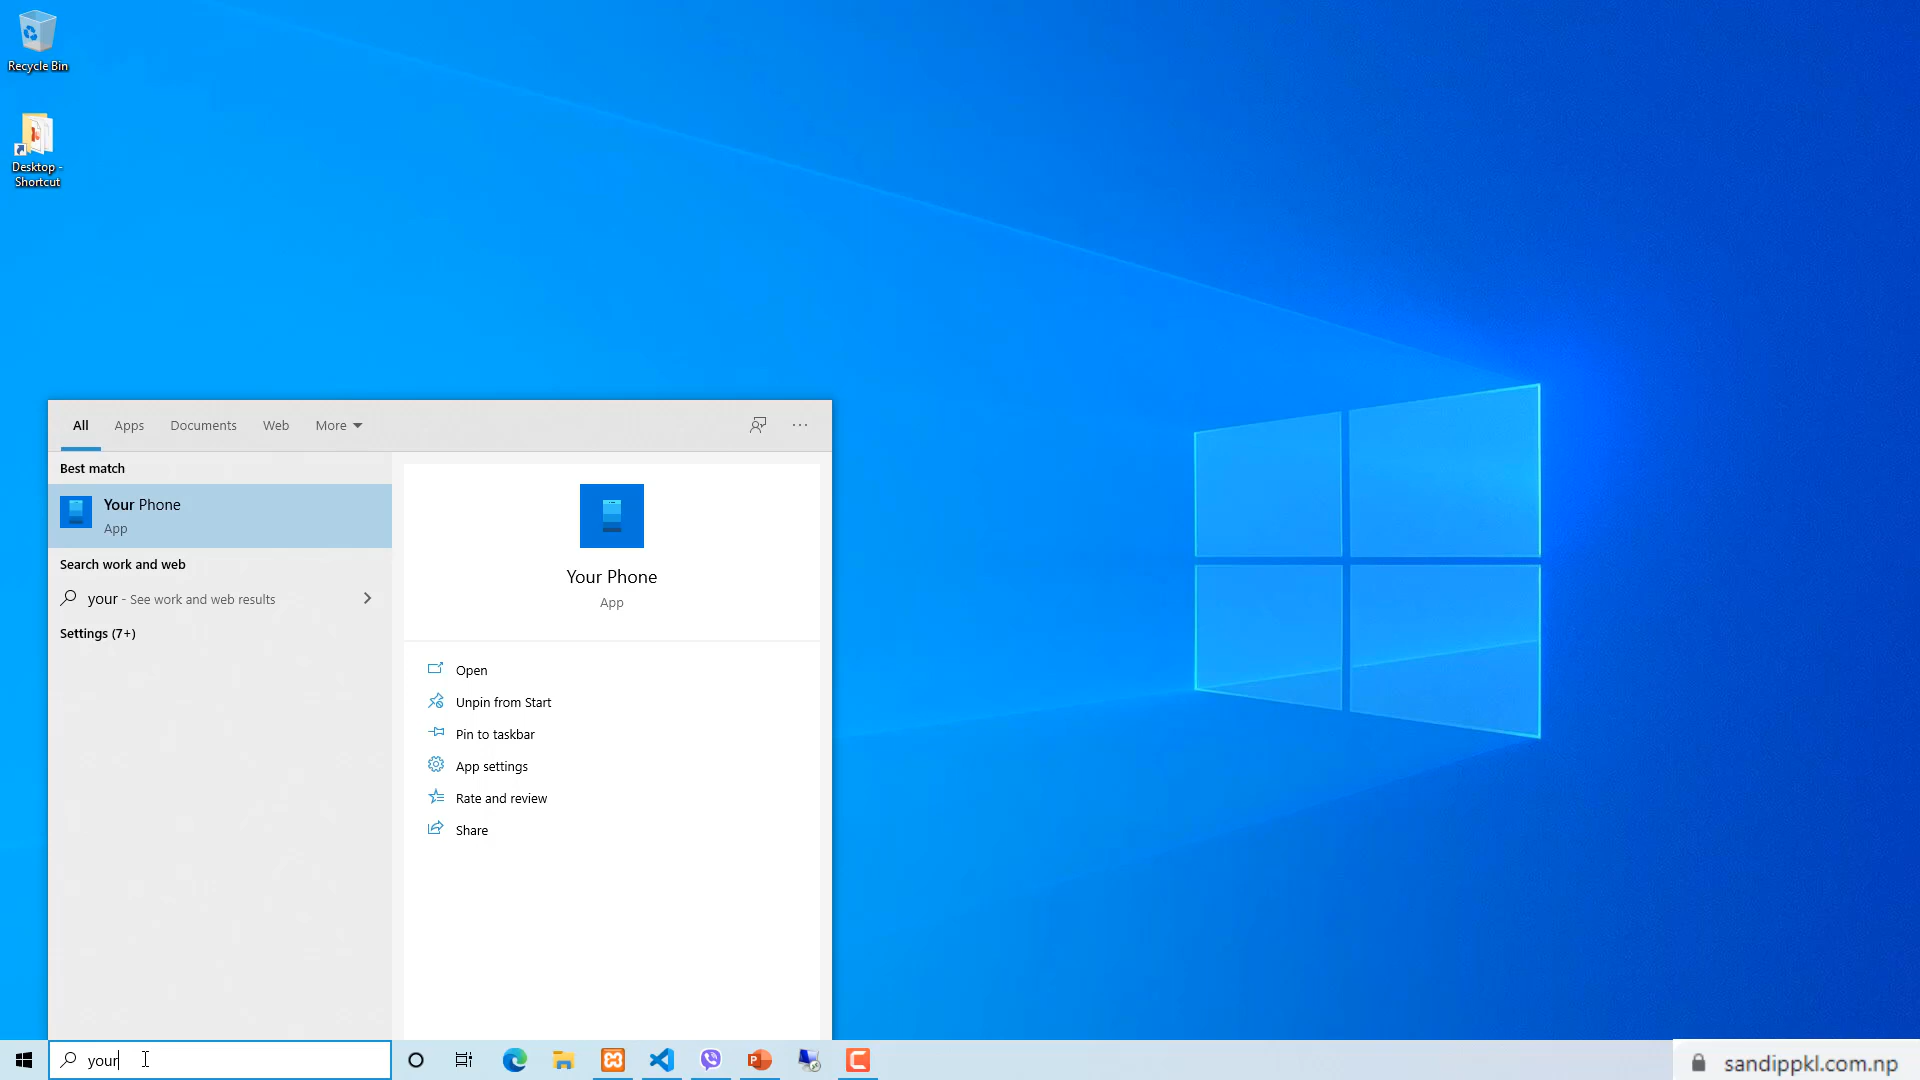 Recycle Bin
Desktop -
Shortcut
All Apps Documents Web More
Best match
Your Phone
App
Search work and web
your - See work and web results
Settings (7+)
Your Phone
App
Open
Unpin from Start
Pin to taskbar
App settings
Rate and review
Share
your
sandippkl.com.np